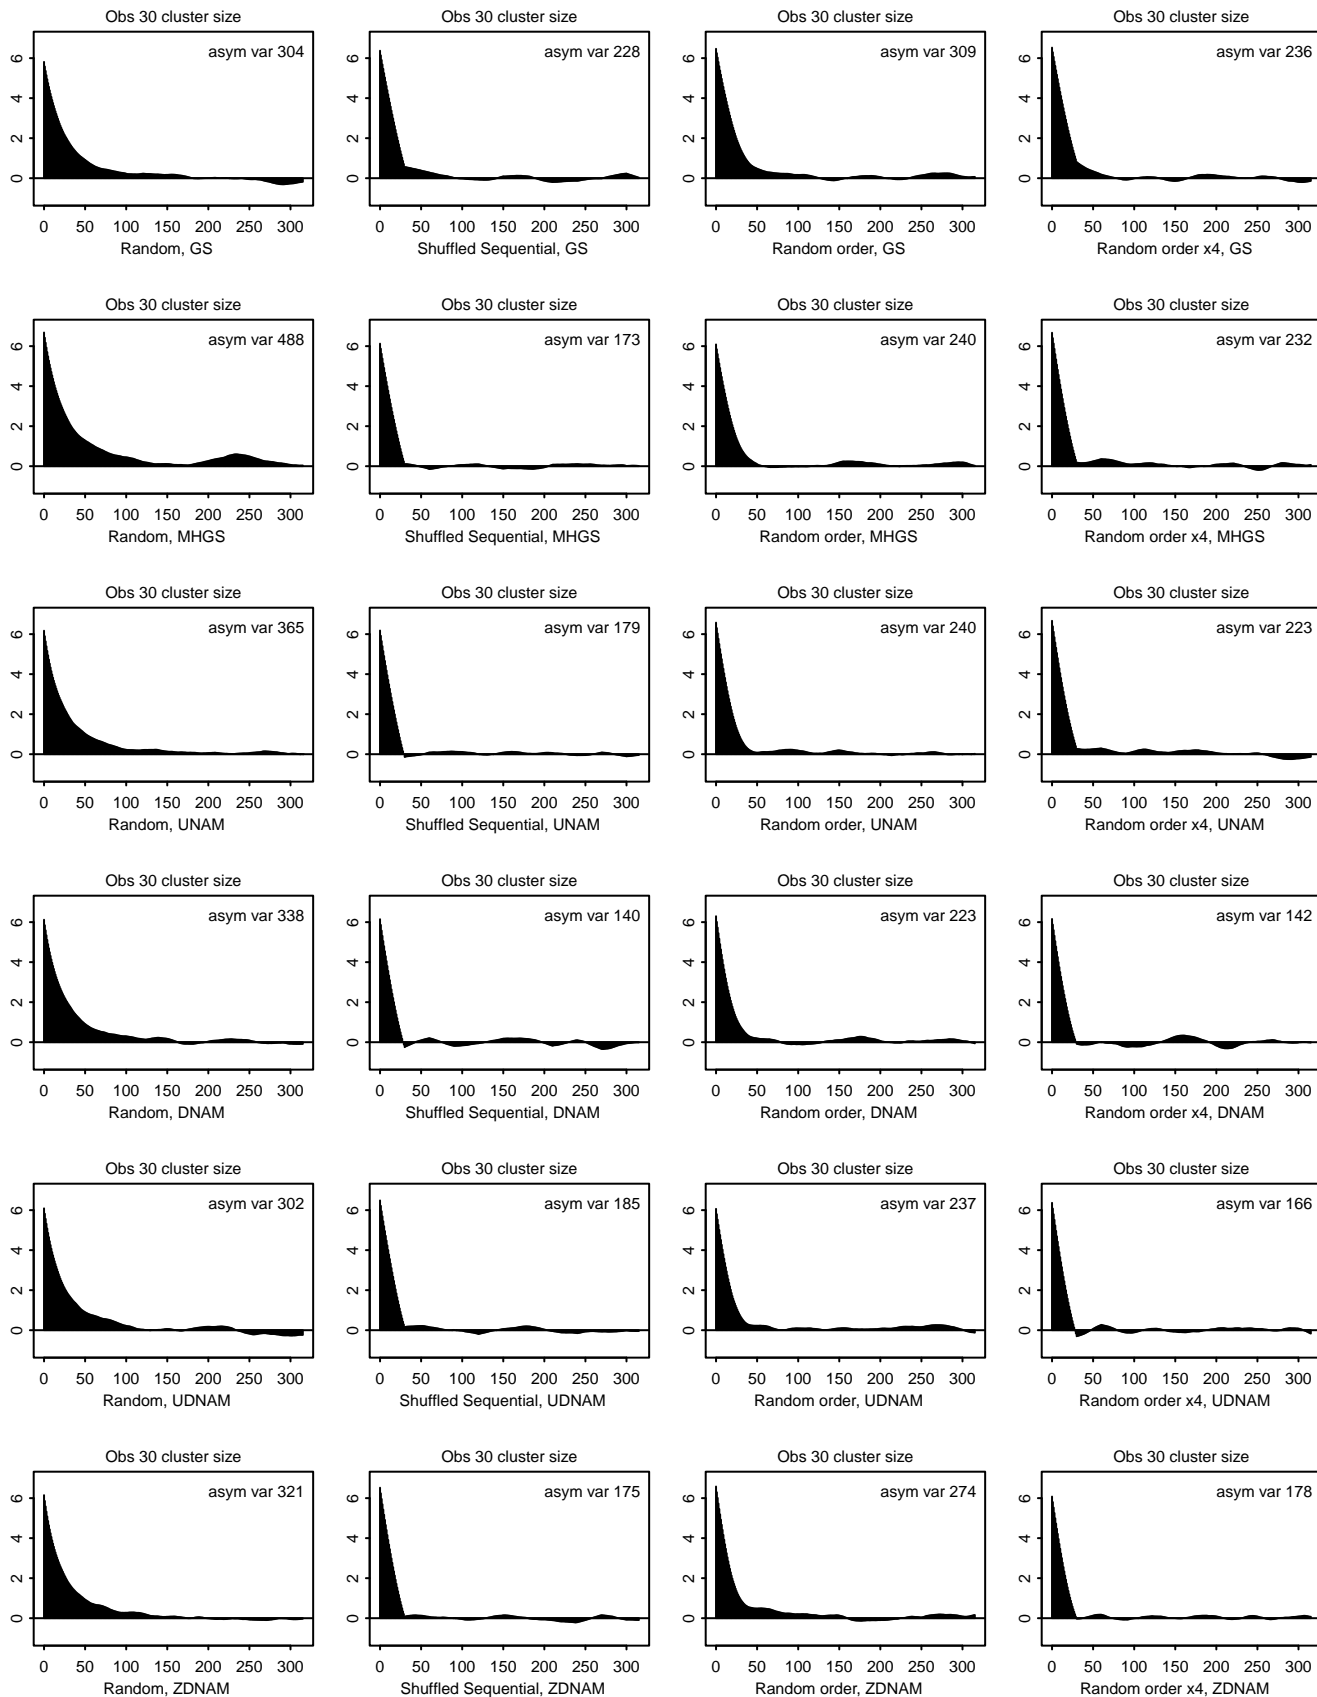 Obs 30 cluster size
asym var 304
0 2 4 6
0 50 100 150 200 250 300
Random, GS
Obs 30 cluster size
asym var 228
0 2 4 6
0 50 100 150 200 250 300
Shuffled Sequential, GS
Obs 30 cluster size
asym var 309
0 2 4 6
0 50 100 150 200 250 300
Random order, GS
Obs 30 cluster size
asym var 236
0 2 4 6
0 50 100 150 200 250 300
Random order x4, GS
Obs 30 cluster size
asym var 488
0 2 4 6
0 50 100 150 200 250 300
Random, MHGS
Obs 30 cluster size
asym var 173
0 2 4 6
0 50 100 150 200 250 300
Shuffled Sequential, MHGS
Obs 30 cluster size
asym var 240
0 2 4 6
0 50 100 150 200 250 300
Random order, MHGS
Obs 30 cluster size
asym var 232
0 2 4 6
0 50 100 150 200 250 300
Random order x4, MHGS
Obs 30 cluster size
asym var 365
0 2 4 6
0 50 100 150 200 250 300
Random, UNAM
Obs 30 cluster size
asym var 179
0 2 4 6
0 50 100 150 200 250 300
Shuffled Sequential, UNAM
Obs 30 cluster size
asym var 240
0 2 4 6
0 50 100 150 200 250 300
Random order, UNAM
Obs 30 cluster size
asym var 223
0 2 4 6
0 50 100 150 200 250 300
Random order x4, UNAM
Obs 30 cluster size
asym var 338
0 2 4 6
0 50 100 150 200 250 300
Random, DNAM
Obs 30 cluster size
asym var 140
0 2 4 6
0 50 100 150 200 250 300
Shuffled Sequential, DNAM
Obs 30 cluster size
asym var 223
0 2 4 6
0 50 100 150 200 250 300
Random order, DNAM
Obs 30 cluster size
asym var 142
0 2 4 6
0 50 100 150 200 250 300
Random order x4, DNAM
Obs 30 cluster size
asym var 302
0 2 4 6
0 50 100 150 200 250 300
Random, UDNAM
Obs 30 cluster size
asym var 185
0 2 4 6
0 50 100 150 200 250 300
Shuffled Sequential, UDNAM
Obs 30 cluster size
asym var 237
0 2 4 6
0 50 100 150 200 250 300
Random order, UDNAM
Obs 30 cluster size
asym var 166
0 2 4 6
0 50 100 150 200 250 300
Random order x4, UDNAM
Obs 30 cluster size
asym var 321
0 2 4 6
0 50 100 150 200 250 300
Random, ZDNAM
Obs 30 cluster size
asym var 175
0 2 4 6
0 50 100 150 200 250 300
Shuffled Sequential, ZDNAM
Obs 30 cluster size
asym var 274
0 2 4 6
0 50 100 150 200 250 300
Random order, ZDNAM
Obs 30 cluster size
asym var 178
0 2 4 6
0 50 100 150 200 250 300
Random order x4, ZDNAM